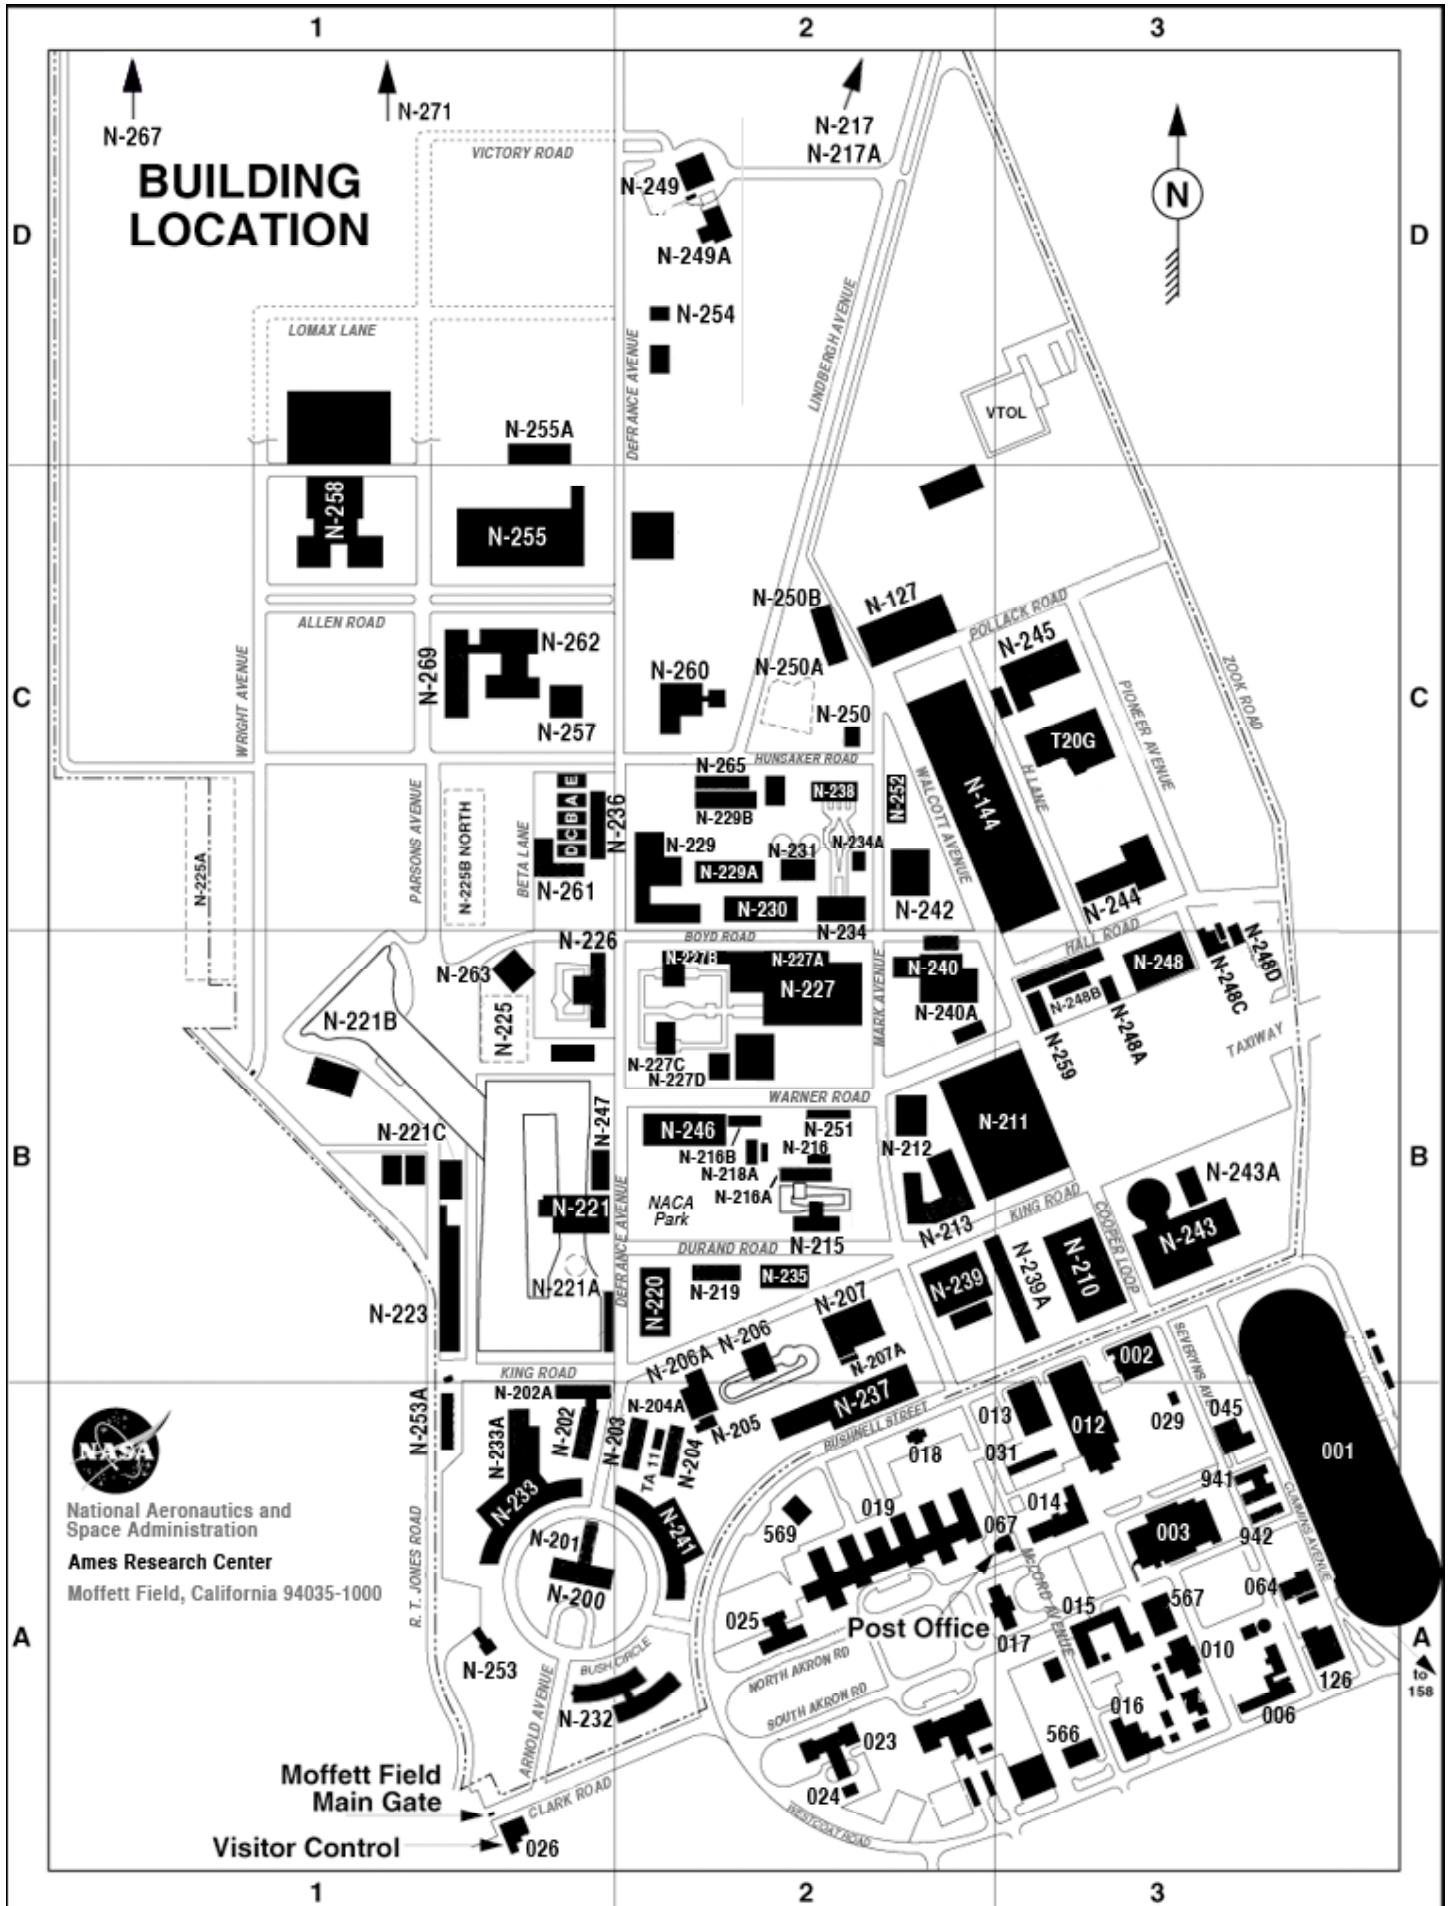 1
2
3
N-267
N-271
N-217
N-217A
BUILDING
LOCATION
VICTORY ROAD
N-249
N
D
D
N-249A
N-254
LOMAX LANE
DEFRANCE AVENUE
LINDBERGH AVENUE
VTOL
N-255A
N-258
N-255
N-250B
N-127
POLLACK ROAD
ALLEN ROAD
N-262
N-245
N-269
N-260
N-250A
WRIGHT AVENUE
C
C
PIONEER AVENUE
ZOOK ROAD
N-257
N-250
T20G
HUNSAKER ROAD
N-265
E
A
B
C
D
N-236
N-238
N-252
WALCOTT AVENUE
N-144
H LANE
N-229B
PARSONS AVENUE
N-225B NORTH
BETA LANE
N-225A
N-229
N-231
N-234A
N-229A
N-261
N-242
N-244
N-230
N-234
BOYD ROAD
HALL ROAD
N-226
N-263
N-227B
N-227A
N-227
N-240
N-248
N-248D
N-248C
N-248B
N-240A
MARK AVENUE
N-221B
N-225
N-259
N-248A
TAXIWAY
N-227C
N-227D
WARNER ROAD
N-247
N-246
N-251
N-212
N-211
N-221C
N-216B
N-216
B
B
N-218A
N-216A
N-243A
NACA
Park
N-221
N-213
KING ROAD
COOPER LOOP
N-243
DURAND ROAD
N-215
DEFRANCE AVENUE
N-221A
N-220
N-219
N-235
N-239
N-239A
N-210
N-223
N-207
N-206
N-207A
N-206A
SEVERYNS AV
002
KING ROAD
N-202A
N-204A
N-237
N-205
BUSHNELL STREET
N-253A
N-233A
N-202
N-203
TA 11
N-204
013
012
029
045
018
031
001
NASA
National Aeronautics and
Space Administration
Ames Research Center
Moffett Field, California 94035-1000
R. T. JONES ROAD
N-233
N-241
N-201
N-200
941
942
CUMMINS AVENUE
019
014
067
003
569
McCORD AVENUE
015
567
064
025
Post Office
017
010
A
A
to
158
N-253
BUSH CIRCLE
NORTH AKRON RD
SOUTH AKRON RD
126
006
016
N-232
ARNOLD AVENUE
023
566
024
Moffett Field
Main Gate
CLARK ROAD
WESTCOAT ROAD
Visitor Control
026
1
2
3